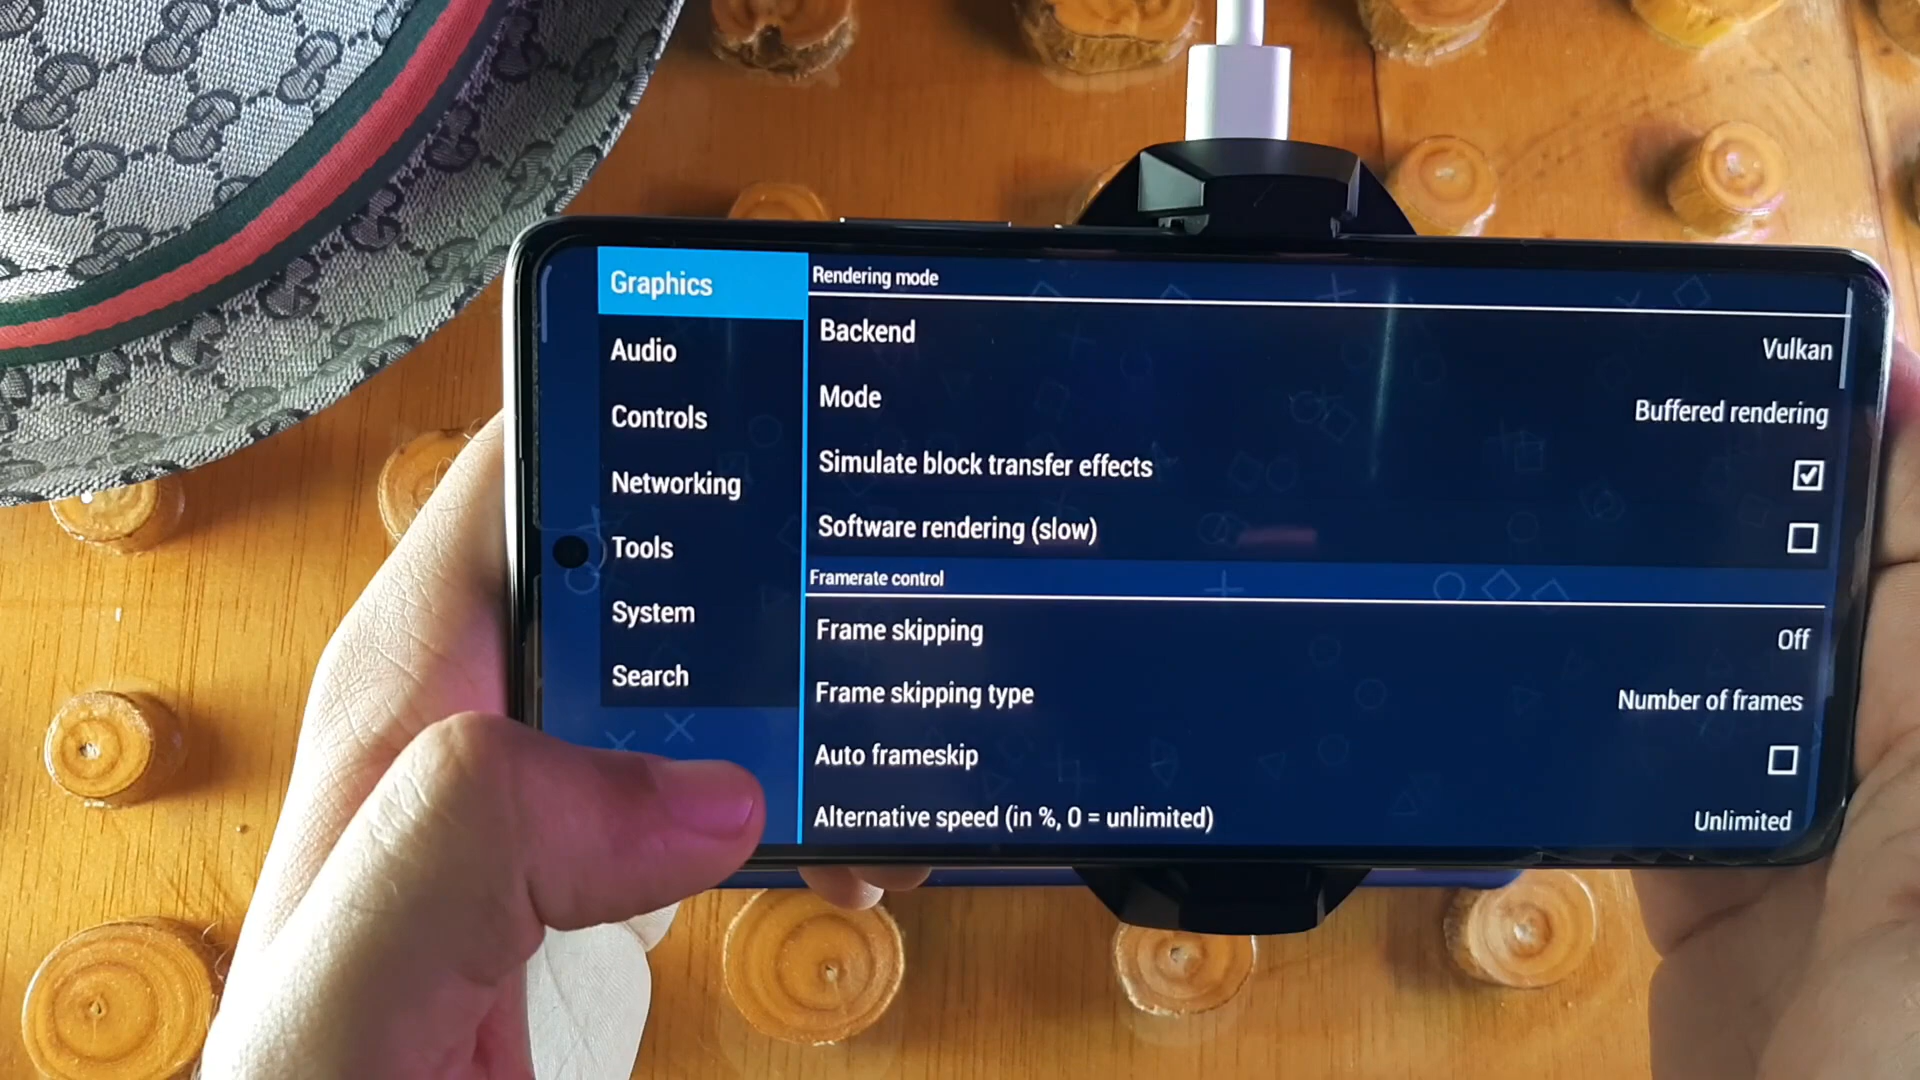 Graphics
Audio
Controls
Networking
Tools
System
Search
Rendering mode
Backend Vulkan
Mode Buffered rendering
Simulate block transfer effects
Software rendering (slow)
Framerate control
Frame skipping Off
Frame skipping type Number of frames
Auto frameskip
Alternative speed (in %, 0 = unlimited) Unlimited